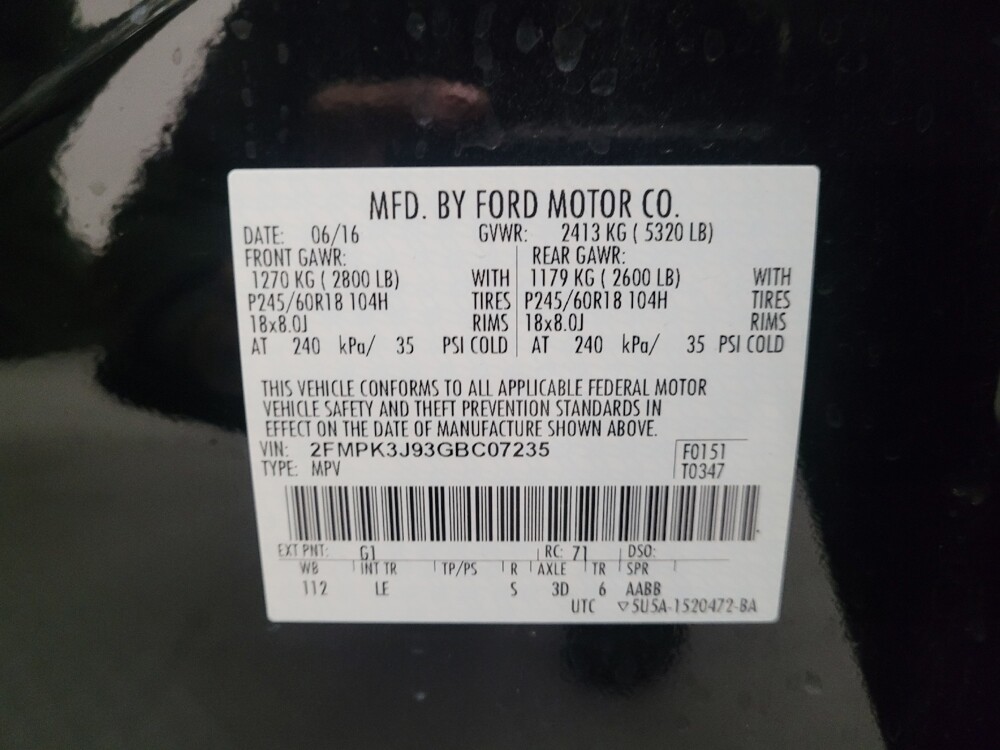 MFD. BY FORD MOTOR CO.
DATE: 06/16 GVWR: 2413 KG ( 5320 LB)
FRONT GAWR: REAR GAWR:
1270 KG ( 2800 LB) WITH 1179 KG ( 2600 LB) WITH
P245/60R18 104H TIRES P245/60R18 104H TIRES
18x8.0J RIMS 18x8.0J RIMS
AT 240 kPa/ 35 PSI COLD AT 240 kPa/ 35 PSI COLD
THIS VEHICLE CONFORMS TO ALL APPLICABLE FEDERAL MOTOR
VEHICLE SAFETY AND THEFT PREVENTION STANDARDS IN
EFFECT ON THE DATE OF MANUFACTURE SHOWN ABOVE.
VIN: 2FMPK3J93GBC07235 F0151
TYPE: MPV T0347
EXT PNT: G1 RC: 71 DSO:
WB INT TR TP/PS R AXLE TR SPR
112 LE S 3D 6 AABB
UTC ▽5U5A-1520472-BA